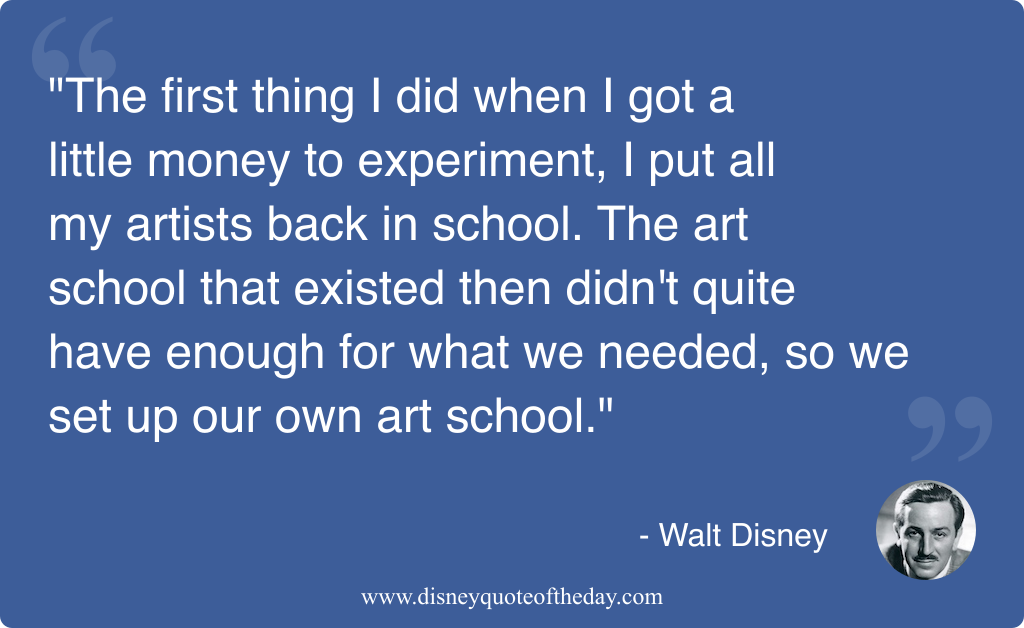 "The first thing I did when I got a
little money to experiment, I put all
my artists back in school. The art
school that existed then didn't quite
have enough for what we needed, so we
set up our own art school."
- Walt Disney
www.disneyquoteoftheday.com